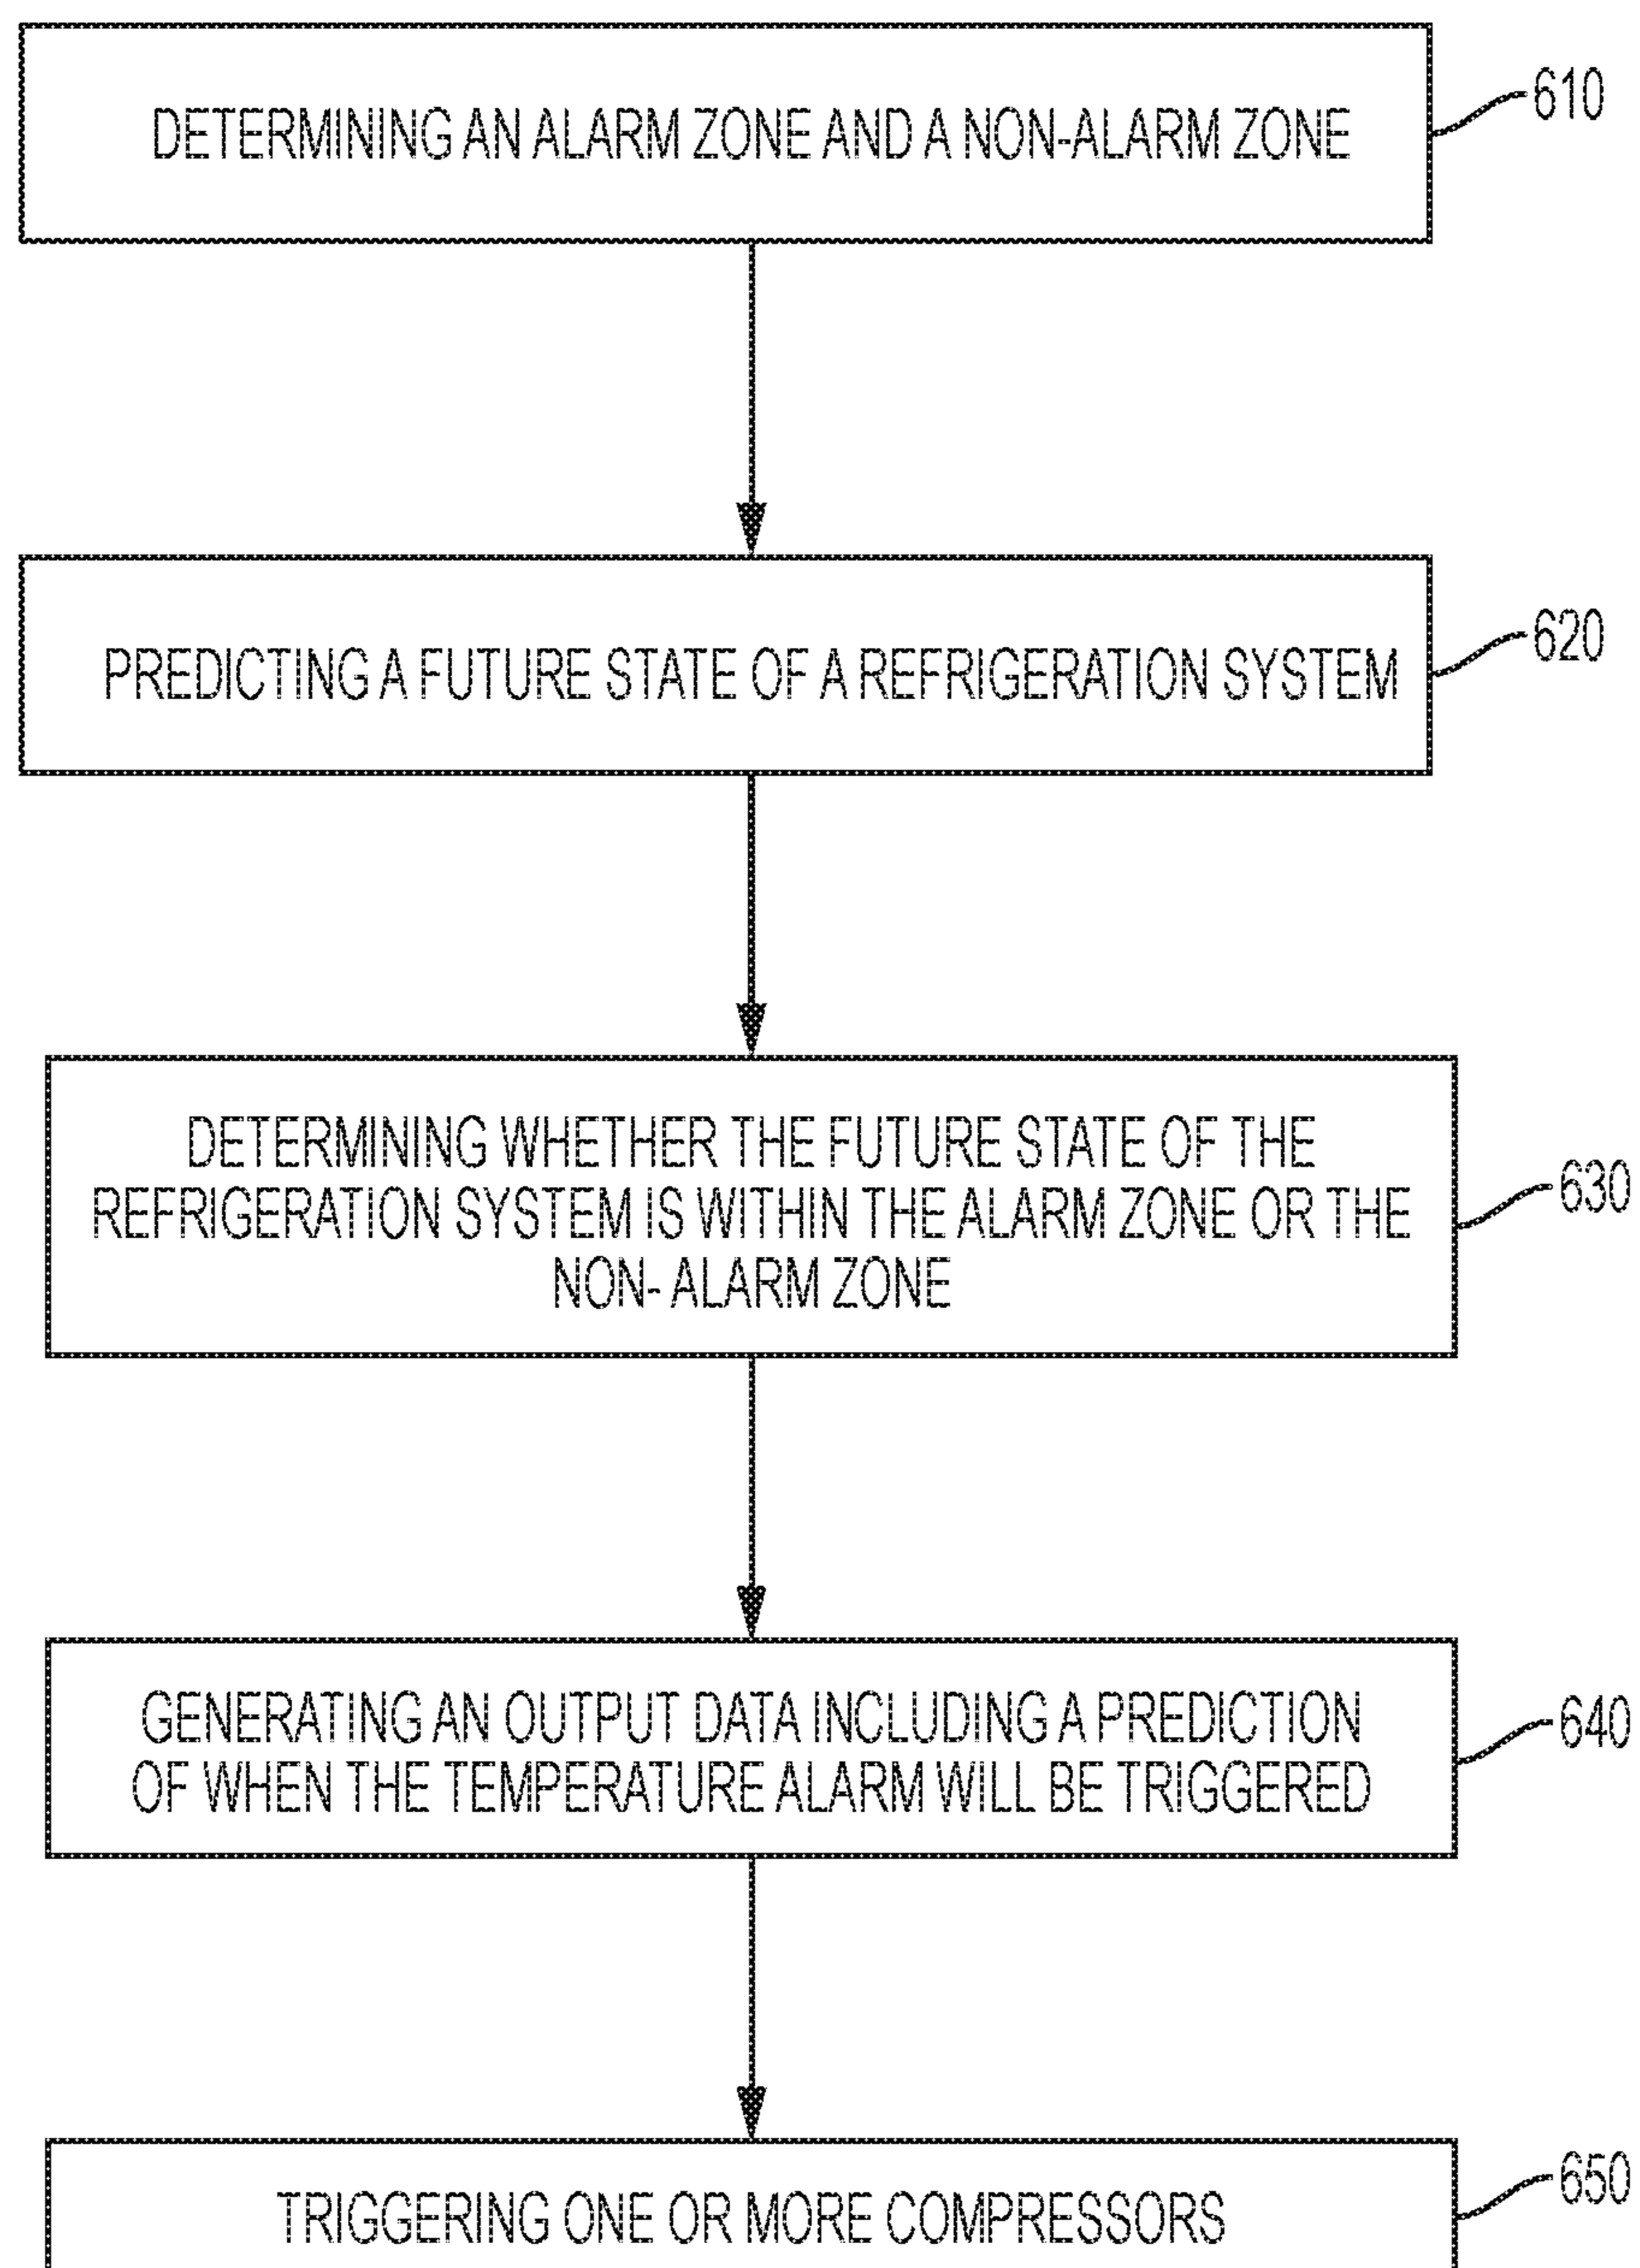 DETERMINING AN ALARM ZONE AND A NON-ALARM ZONE
610
PREDICTING A FUTURE STATE OF A REFRIGERATION SYSTEM
620
DETERMINING WHETHER THE FUTURE STATE OF THE
REFRIGERATION SYSTEM IS WITHIN THE ALARM ZONE OR THE
NON- ALARM ZONE
630
GENERATING AN OUTPUT DATA INCLUDING A PREDICTION
OF WHEN THE TEMPERATURE ALARM WILL BE TRIGGERED
640
TRIGGERING ONE OR MORE COMPRESSORS
650